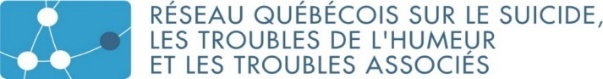 RÉSEAU QUÉBÉCOIS SUR LE SUICIDE,
LES TROUBLES DE L'HUMEUR
ET LES TROUBLES ASSOCIÉS